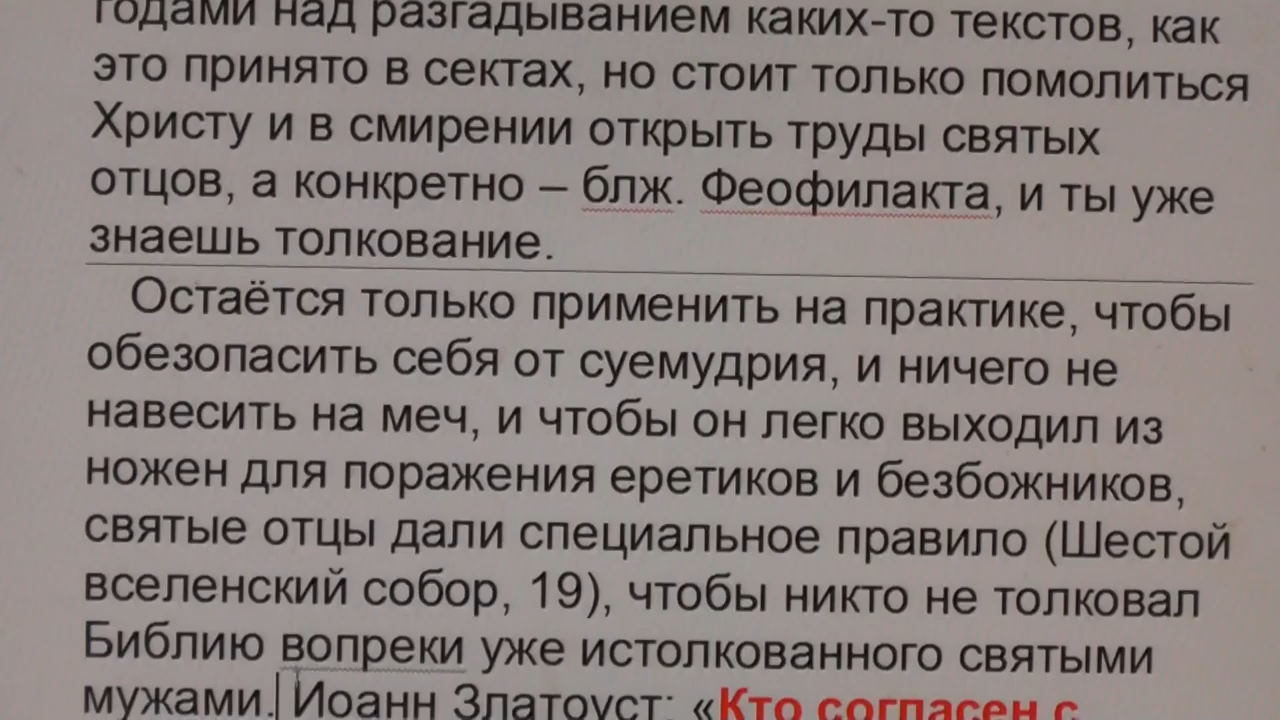 годами над разгадыванием каких-то текстов, как
это принято в сектах, но стоит только помолиться
Христу и в смирении открыть труды святых
отцов, а конкретно – блж. Феофилакта, и ты уже
знаешь толкование.
Остаётся только применить на практике, чтобы
обезопасить себя от суемудрия, и ничего не
навесить на меч, и чтобы он легко выходил из
ножен для поражения еретиков и безбожников,
святые отцы дали специальное правило (Шестой
вселенский собор, 19), чтобы никто не толковал
Библию вопреки уже истолкованного святыми
мужами. Иоанн Златоуст: «Кто согласен с